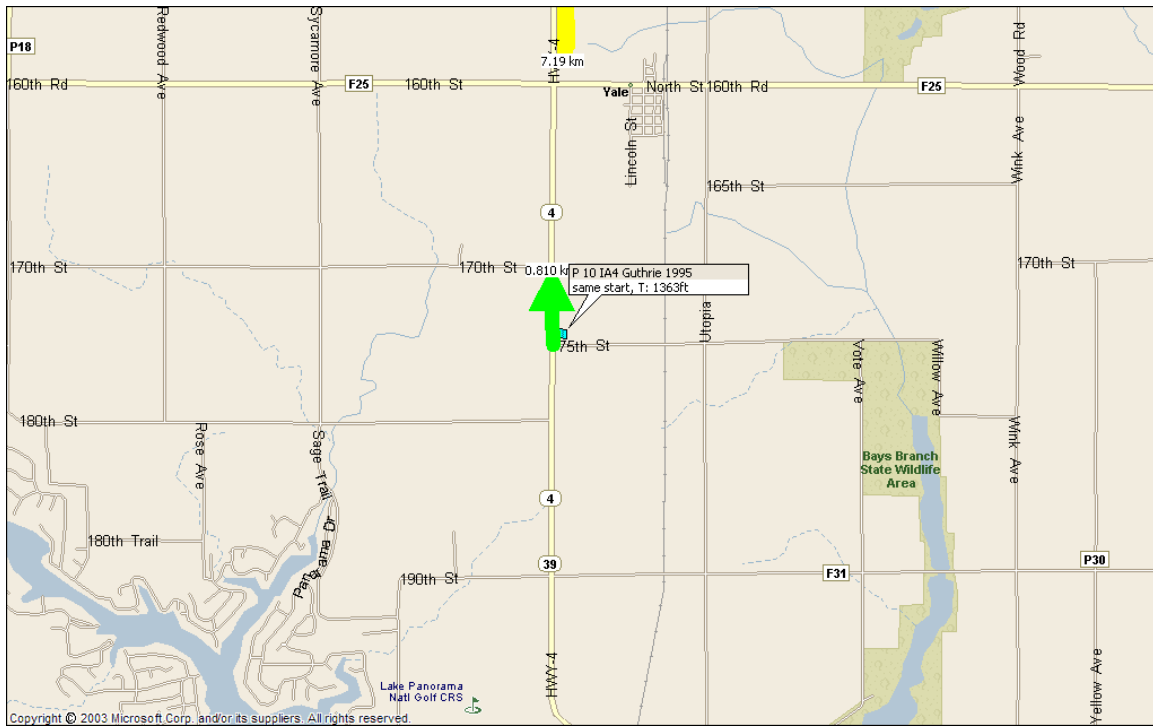 Redwood Ave
Sycamore Ave
HWY-4
Wood Rd
P18
7.19 km
160th Rd
F25
160th St
Yale
North St
160th Rd
F25
Lincoln St
Wink Ave
165th St
4
170th St
170th St
0.810 km
P 10 IA4 Guthrie 1995
same start, T: 1363ft
170th St
Utopia
75th St
Vote Ave
Willow Ave
180th St
Rose Ave
Sage Trail
Wink Ave
Bays Branch
State Wildlife
Area
4
180th Trail
Panorama Dr
39
190th St
F31
P30
HWY-4
Yellow Ave
Lake Panorama
Natl Golf CRS
Copyright © 2003 Microsoft Corp. and/or its suppliers. All rights reserved.